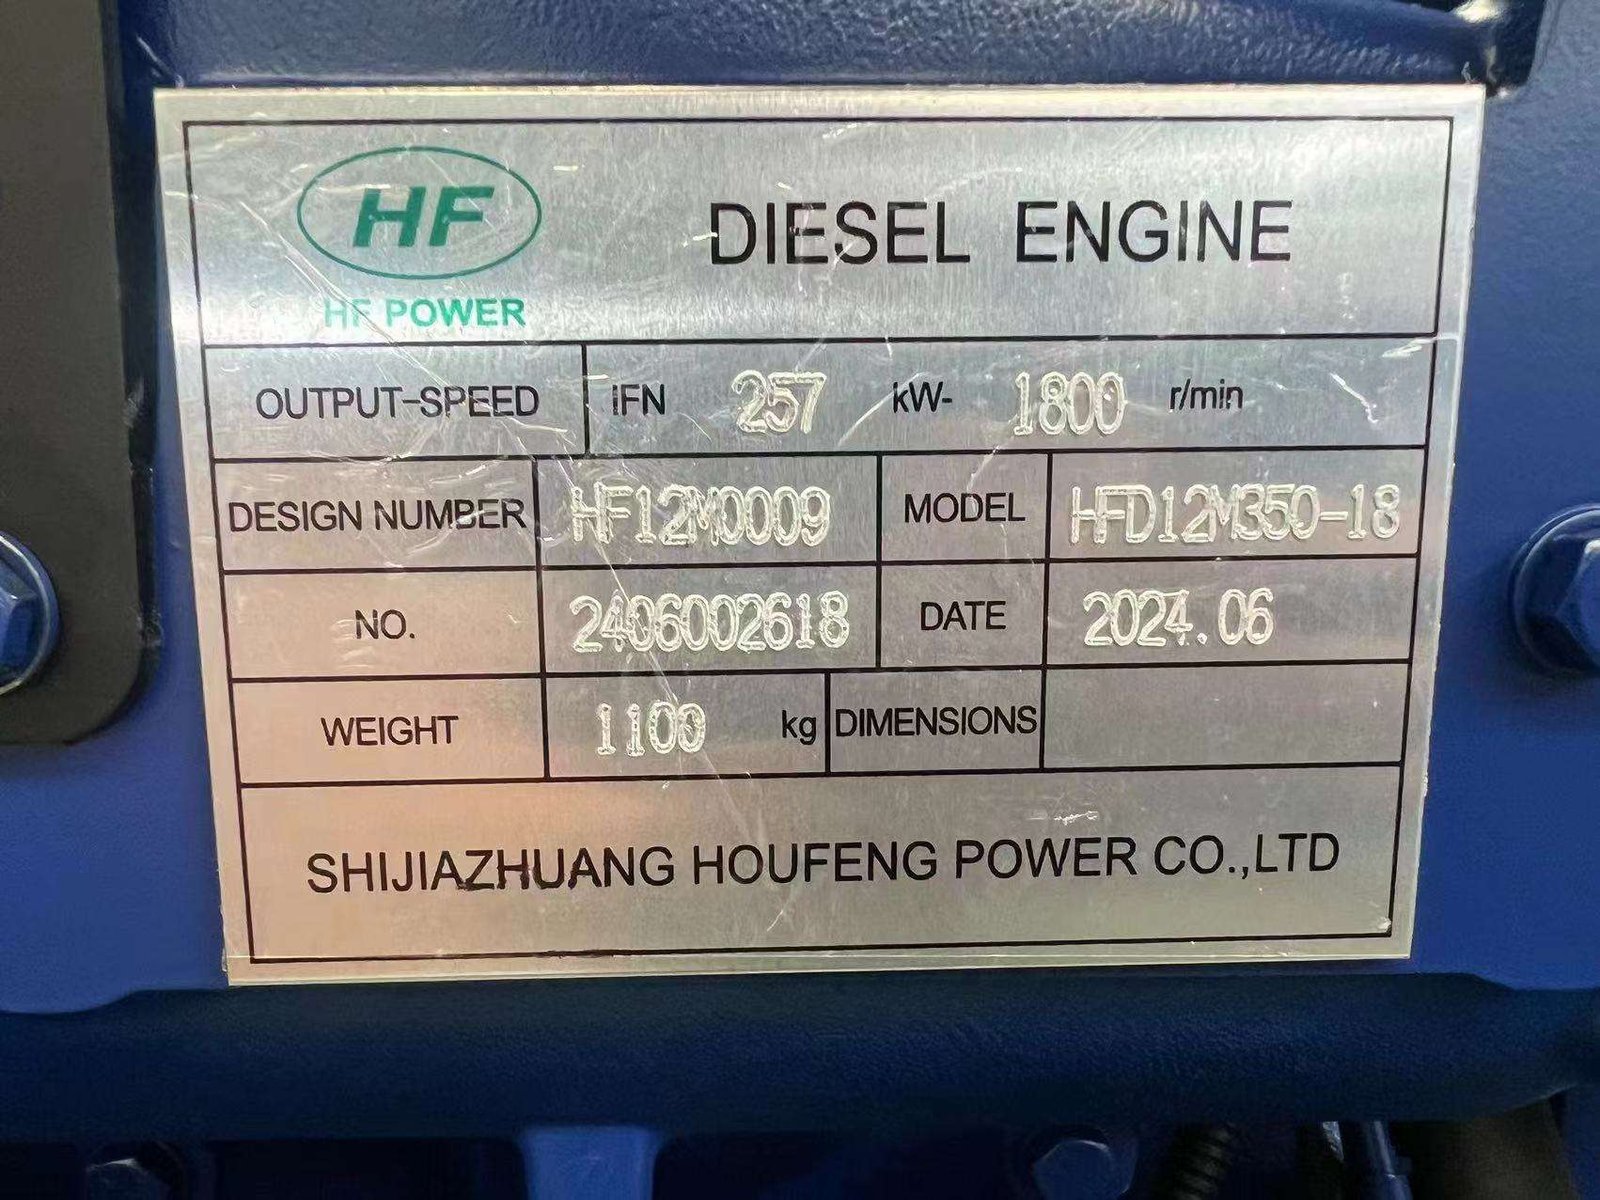 HF
HF POWER
DIESEL ENGINE
OUTPUT-SPEED IFN 257 kW- 1800 r/min
DESIGN NUMBER HF12M0009 MODEL HFD12M350-18
NO. 2406002618 DATE 2024.06
WEIGHT 1100 kg DIMENSIONS
SHIJIAZHUANG HOUFENG POWER CO.,LTD